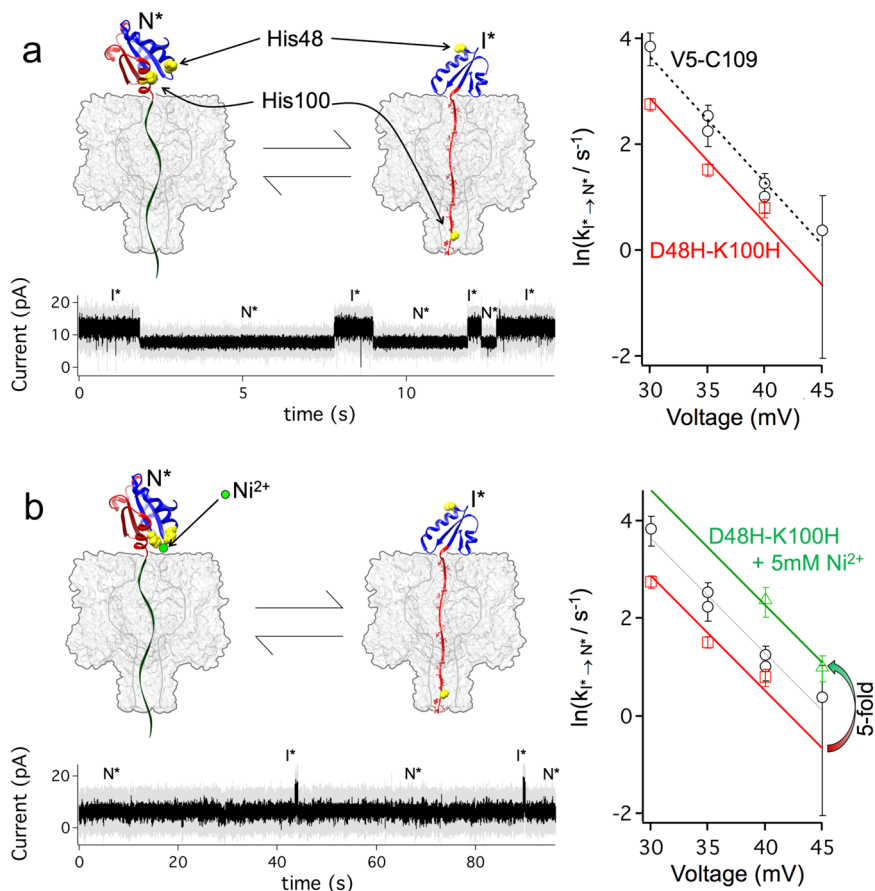 a
N*
His48
I*
His100
I*
N*
I*
N*
I*
N*
I*
Current (pA)
20
10
0
0
5
10
time (s)
V5-C109
D48H-K100H
ln(kI*→N* / s-1)
4
2
0
-2
30
35
40
45
Voltage (mV)
b
N*
Ni2+
I*
N*
I*
N*
I*
N*
Current (pA)
20
0
0
20
40
60
80
time (s)
D48H-K100H
+ 5mM Ni2+
5-fold
ln(kI*→N* / s-1)
4
2
0
-2
30
35
40
45
Voltage (mV)